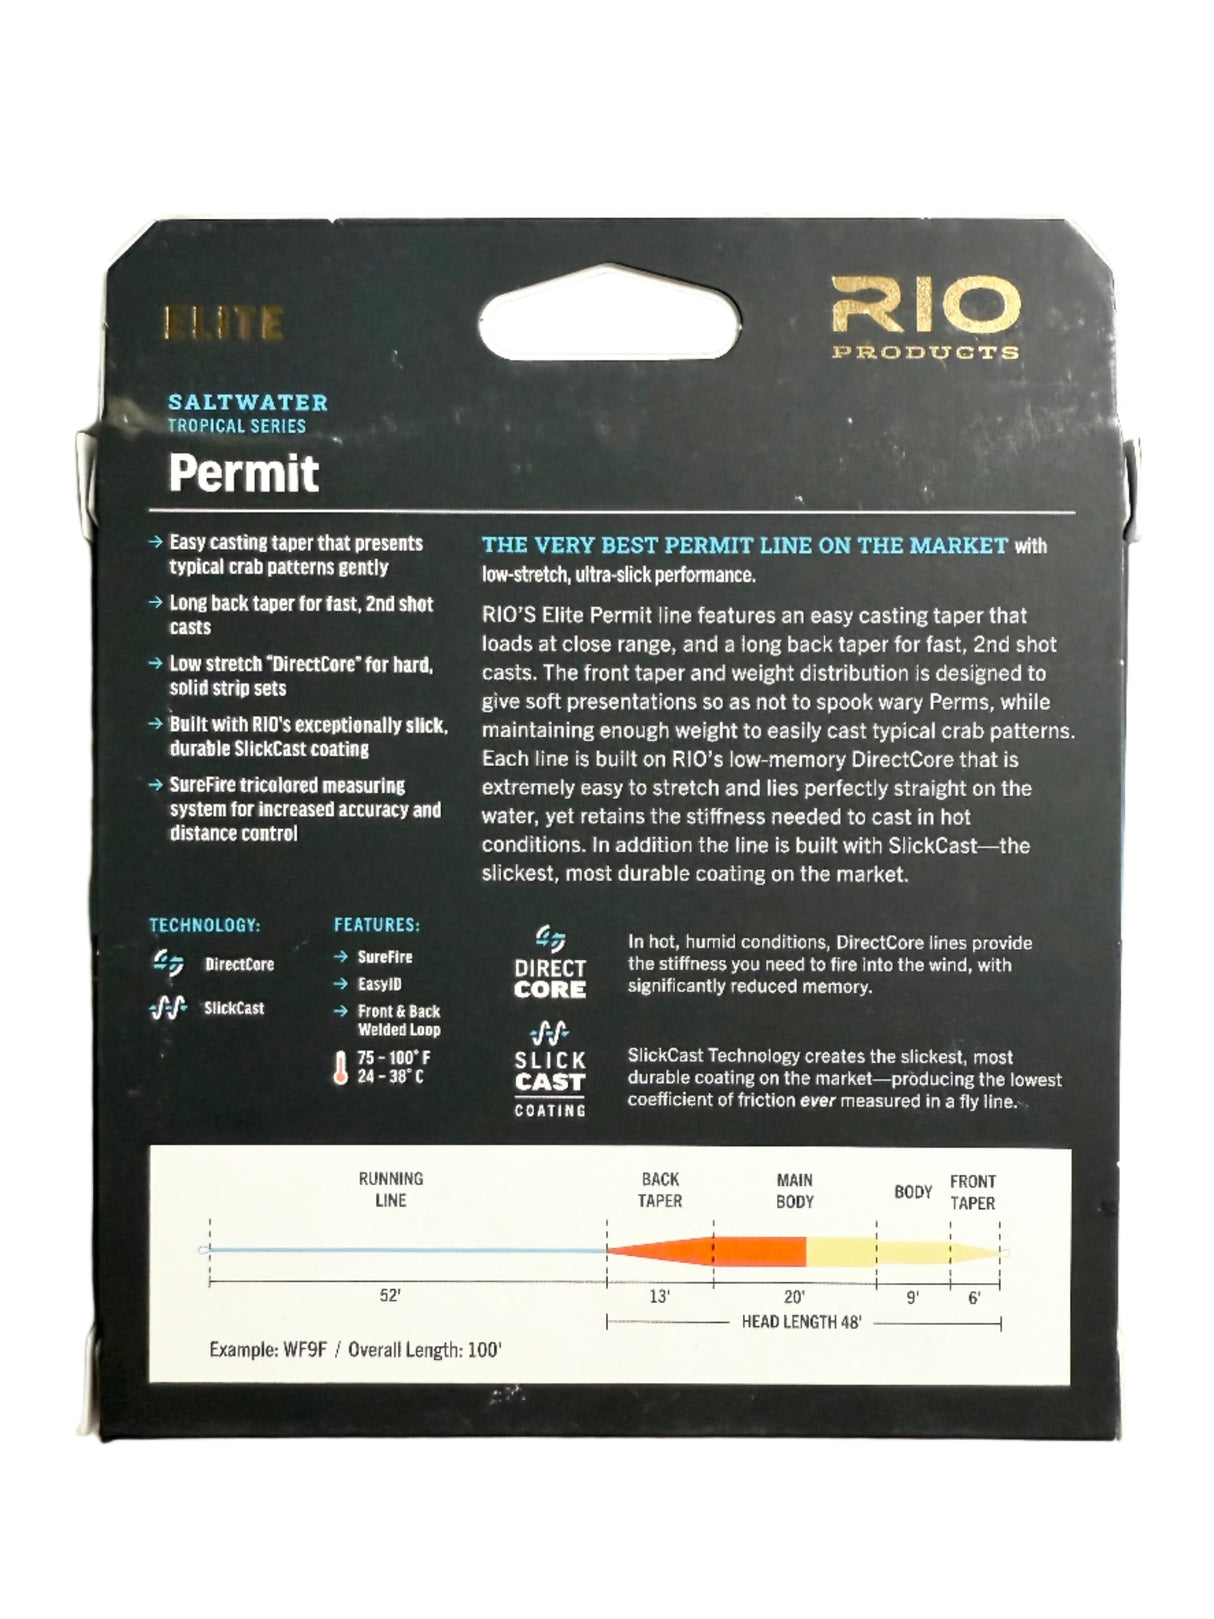 ELITE
RIO
PRODUCTS
SALTWATER
TROPICAL SERIES
Permit
→ Easy casting taper that presents
typical crab patterns gently
→ Long back taper for fast, 2nd shot
casts
→ Low stretch "DirectCore" for hard,
solid strip sets
→ Built with RIO's exceptionally slick,
durable SlickCast coating
→ SureFire tricolored measuring
system for increased accuracy and
distance control
THE VERY BEST PERMIT LINE ON THE MARKET with
low-stretch, ultra-slick performance.
RIO'S Elite Permit line features an easy casting taper that
loads at close range, and a long back taper for fast, 2nd shot
casts. The front taper and weight distribution is designed to
give soft presentations so as not to spook wary Perms, while
maintaining enough weight to easily cast typical crab patterns.
Each line is built on RIO's low-memory DirectCore that is
extremely easy to stretch and lies perfectly straight on the
water, yet retains the stiffness needed to cast in hot
conditions. In addition the line is built with SlickCast—the
slickest, most durable coating on the market.
TECHNOLOGY:
DirectCore
SlickCast
FEATURES:
→ SureFire
→ EasyID
→ Front & Back
Welded Loop
75 – 100° F
24 – 38° C
DIRECT
CORE
In hot, humid conditions, DirectCore lines provide
the stiffness you need to fire into the wind, with
significantly reduced memory.
SLICK
CAST
COATING
SlickCast Technology creates the slickest, most
durable coating on the market—producing the lowest
coefficient of friction ever measured in a fly line.
RUNNING
LINE
BACK
TAPER
MAIN
BODY
BODY
FRONT
TAPER
52'
13'
20'
9'
6'
HEAD LENGTH 48'
Example: WF9F / Overall Length: 100'